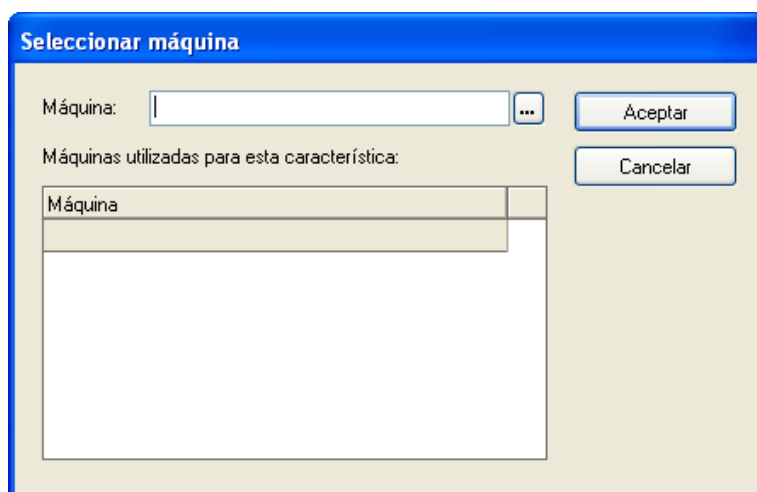 Seleccionar máquina
Máquina:
...
Aceptar
Máquinas utilizadas para esta característica:
Cancelar
Máquina